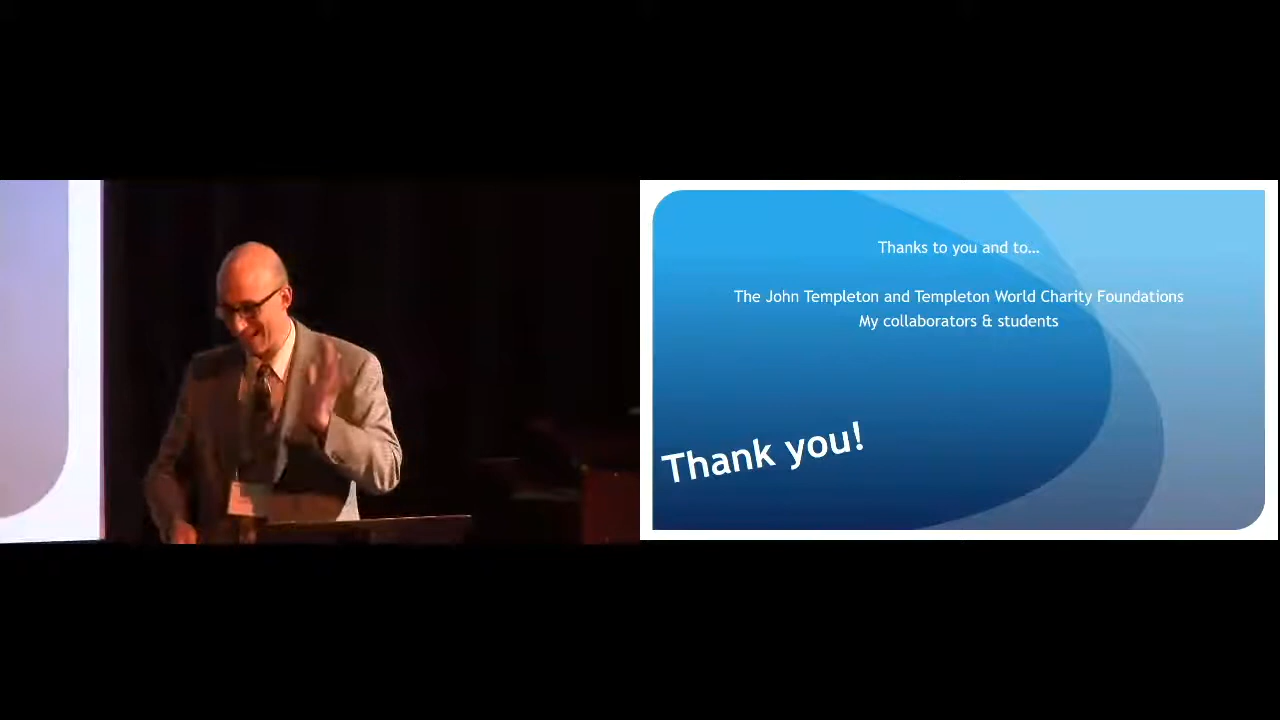 Thanks to you and to…
The John Templeton and Templeton World Charity Foundations
My collaborators & students
Thank you!